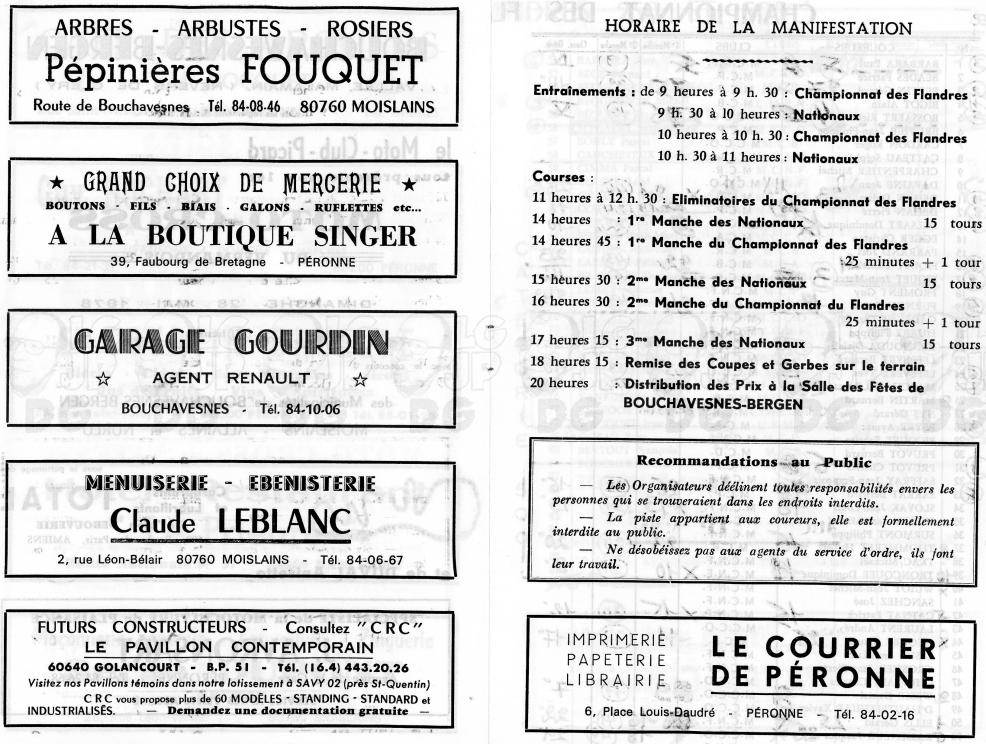 ARBRES - ARBUSTES - ROSIERS
Pépinières FOUQUET
Route de Bouchavesnes Tél. 84-08-46 80760 MOISLAINS
★ GRAND CHOIX DE MERCERIE ★
BOUTONS - FILS - BIAIS - GALONS - RUFLETTES etc...
A LA BOUTIQUE SINGER
39, Faubourg de Bretagne - PÉRONNE
GARAGE GOURDIN
☆ AGENT RENAULT ☆
BOUCHAVESNES - Tél. 84-10-06
MENUISERIE - EBENISTERIE
Claude LEBLANC
2, rue Léon-Bélair 80760 MOISLAINS - Tél. 84-06-67
FUTURS CONSTRUCTEURS - Consultez "CRC"
LE PAVILLON CONTEMPORAIN
60640 GOLANCOURT - B.P. 51 - Tél. (16.4) 443.20.26
Visitez nos Pavillons témoins dans notre lotissement à SAVY 02 (près St-Quentin)
CRC vous propose plus de 60 MODÈLES - STANDING - STANDARD et
INDUSTRIALISÉS. — Demandez une documentation gratuite —
HORAIRE DE LA MANIFESTATION
Entraînements : de 9 heures à 9 h. 30 : Championnat des Flandres
9 h. 30 à 10 heures : Nationaux
10 heures à 10 h. 30 : Championnat des Flandres
10 h. 30 à 11 heures : Nationaux
Courses :
11 heures à 12 h. 30 : Eliminatoires du Championnat des Flandres
14 heures : 1re Manche des Nationaux 15 tours
14 heures 45 : 1re Manche du Championnat des Flandres
25 minutes + 1 tour
15 heures 30 : 2me Manche des Nationaux 15 tours
16 heures 30 : 2me Manche du Championnat du Flandres
25 minutes + 1 tour
17 heures 15 : 3me Manche des Nationaux 15 tours
18 heures 15 : Remise des Coupes et Gerbes sur le terrain
20 heures : Distribution des Prix à la Salle des Fêtes de
BOUCHAVESNES-BERGEN
Recommandations au Public
— Les Organisateurs déélinent toutes responsabilités envers les
personnes qui se trouveraient dans les endroits interdits.
— La piste appartient aux coureurs, elle est formellement
interdite au public.
— Ne désobéissez pas aux agents du service d'ordre, ils font
leur travail.
IMPRIMERIE
PAPETERIE
LIBRAIRIE
LE COURRIER
DE PÉRONNE
6, Place Louis-Daudré - PÉRONNE - Tél. 84-02-16